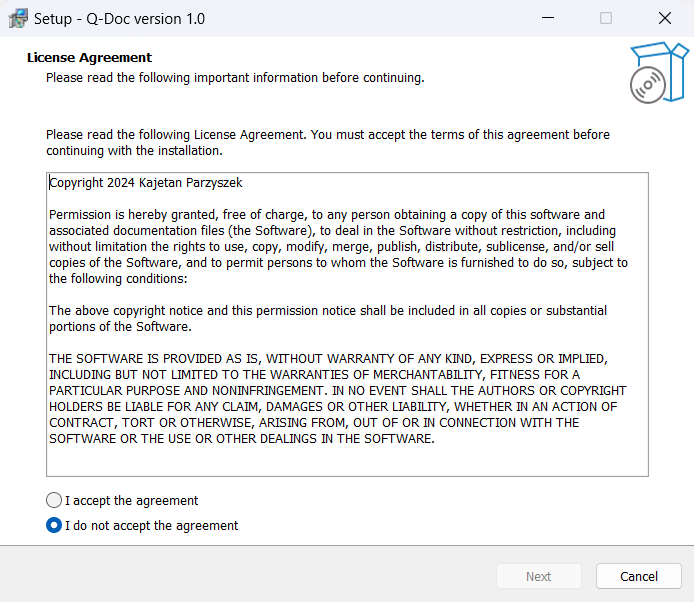 Setup - Q-Doc version 1.0
License Agreement
Please read the following important information before continuing.
Please read the following License Agreement. You must accept the terms of this agreement before
continuing with the installation.
Copyright 2024 Kajetan Parzyszek
Permission is hereby granted, free of charge, to any person obtaining a copy of this software and
associated documentation files (the Software), to deal in the Software without restriction, including
without limitation the rights to use, copy, modify, merge, publish, distribute, sublicense, and/or sell
copies of the Software, and to permit persons to whom the Software is furnished to do so, subject to
the following conditions:
The above copyright notice and this permission notice shall be included in all copies or substantial
portions of the Software.
THE SOFTWARE IS PROVIDED AS IS, WITHOUT WARRANTY OF ANY KIND, EXPRESS OR IMPLIED,
INCLUDING BUT NOT LIMITED TO THE WARRANTIES OF MERCHANTABILITY, FITNESS FOR A
PARTICULAR PURPOSE AND NONINFRINGEMENT. IN NO EVENT SHALL THE AUTHORS OR COPYRIGHT
HOLDERS BE LIABLE FOR ANY CLAIM, DAMAGES OR OTHER LIABILITY, WHETHER IN AN ACTION OF
CONTRACT, TORT OR OTHERWISE, ARISING FROM, OUT OF OR IN CONNECTION WITH THE
SOFTWARE OR THE USE OR OTHER DEALINGS IN THE SOFTWARE.
I accept the agreement
I do not accept the agreement
Next
Cancel